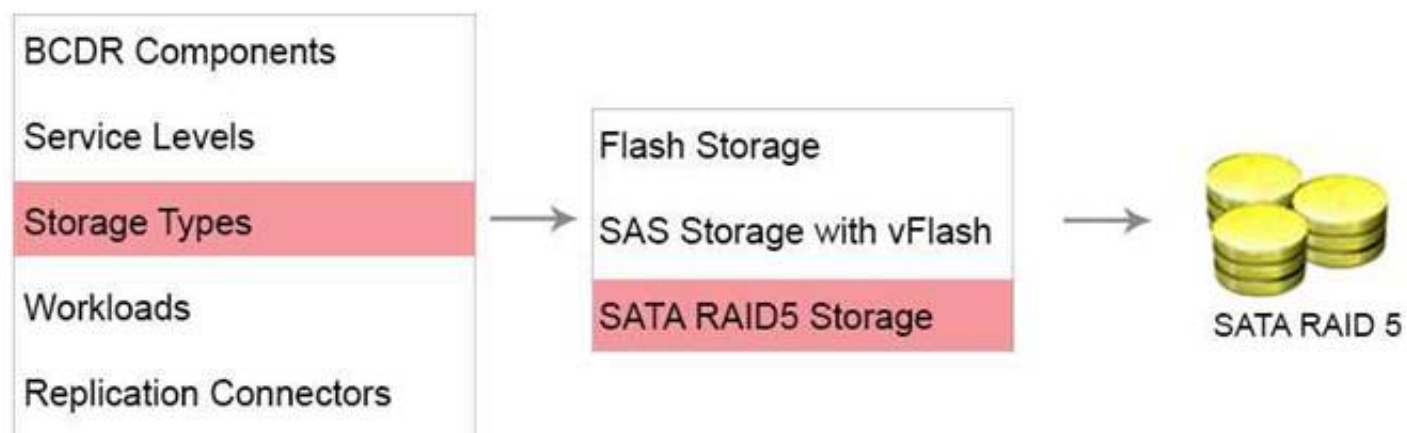 BCDR Components
Service Levels
Storage Types
Workloads
Replication Connectors
Flash Storage
SAS Storage with vFlash
SATA RAID5 Storage
SATA RAID 5